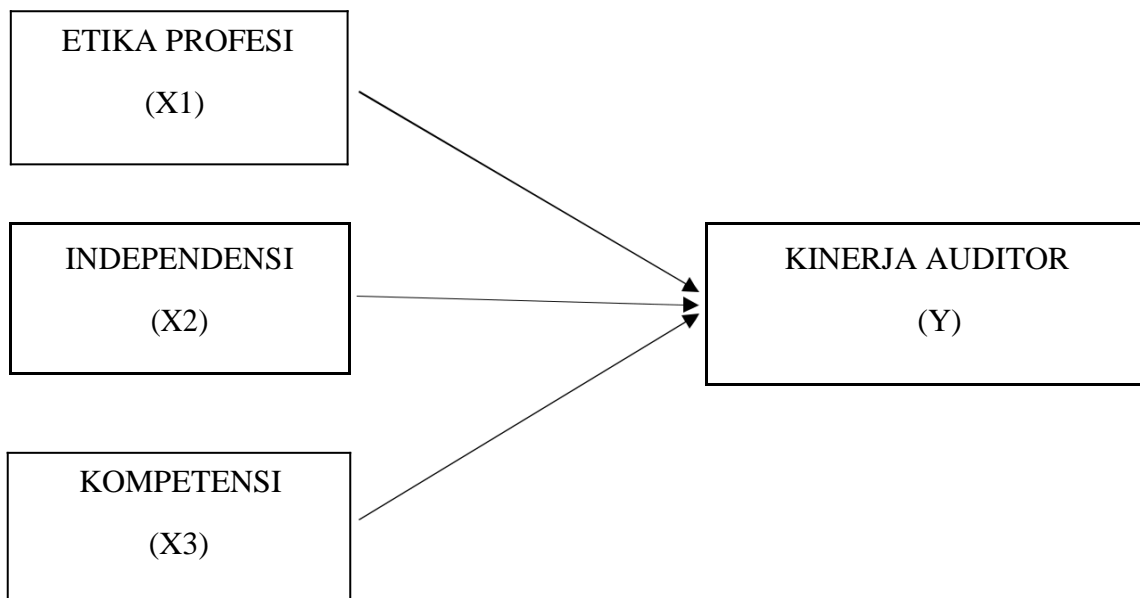 ETIKA PROFESI
(X1)
INDEPENDENSI
(X2)
KINERJA AUDITOR
(Y)
KOMPETENSI
(X3)